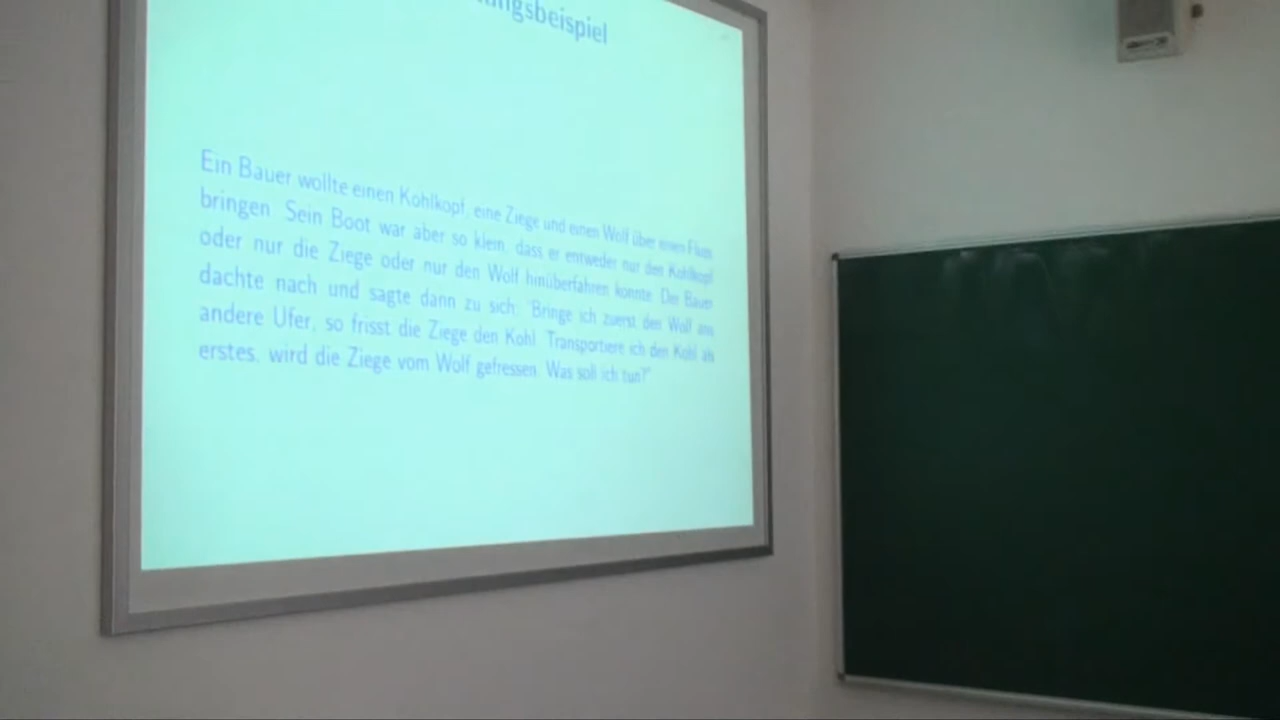 ngsbeispiel
Ein Bauer wollte einen Kohlkopf, eine Ziege und einen Wolf über einen Fluss
bringen. Sein Boot war aber so klein, dass er entweder nur den Kohlkopf
oder nur die Ziege oder nur den Wolf hinüberfahren konnte. Der Bauer
dachte nach und sagte dann zu sich: "Bringe ich zuerst den Wolf ans
andere Ufer, so frisst die Ziege den Kohl. Transportiere ich den Kohl als
erstes, wird die Ziege vom Wolf gefressen. Was soll ich tun?"